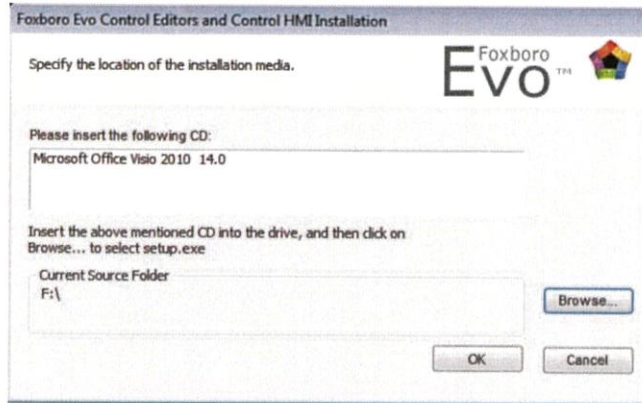 Foxboro Evo Control Editors and Control HMI Installation
Specify the location of the installation media.
Foxboro
Evo™
Please insert the following CD:
Microsoft Office Visio 2010 14.0
Insert the above mentioned CD into the drive, and then click on
Browse... to select setup.exe
Current Source Folder
F:\
Browse...
OK
Cancel